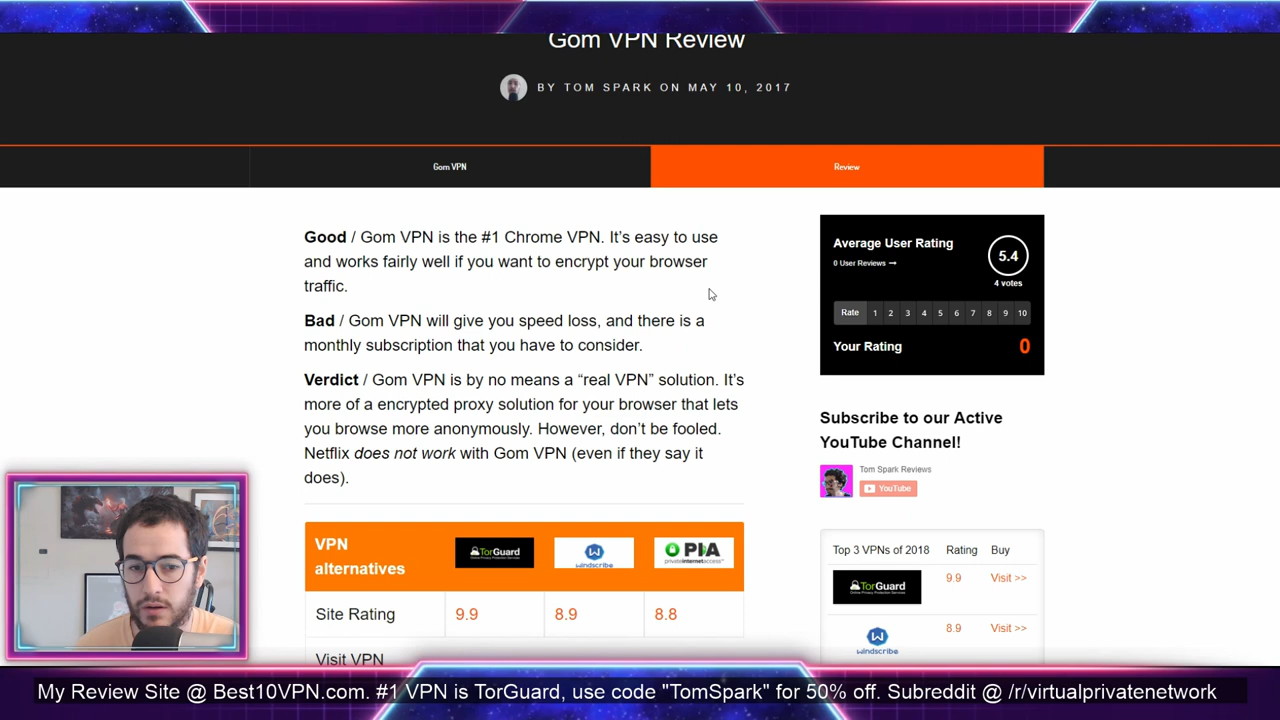 Gom VPN Review
BY TOM SPARK ON MAY 10, 2017
Gom VPN
Review
Good / Gom VPN is the #1 Chrome VPN. It's easy to use
and works fairly well if you want to encrypt your browser
traffic.
Bad / Gom VPN will give you speed loss, and there is a
monthly subscription that you have to consider.
Verdict / Gom VPN is by no means a “real VPN” solution. It's
more of a encrypted proxy solution for your browser that lets
you browse more anonymously. However, don't be fooled.
Netflix does not work with Gom VPN (even if they say it
does).
VPN
alternatives
TorGuard
Online Privacy Protection Services
windscribe
PIA
privateinternetaccess
Site Rating 9.9 8.9 8.8
Visit VPN
Average User Rating
0 User Reviews
5.4
4 votes
Rate 1 2 3 4 5 6 7 8 9 10
Your Rating 0
Subscribe to our Active
YouTube Channel!
Tom Spark Reviews
YouTube
Top 3 VPNs of 2018 Rating Buy
TorGuard
Online Privacy Protection Services
9.9 Visit >>
windscribe
8.9 Visit >>
My Review Site @ Best10VPN.com. #1 VPN is TorGuard, use code "TomSpark" for 50% off. Subreddit @ /r/virtualprivatenetwork